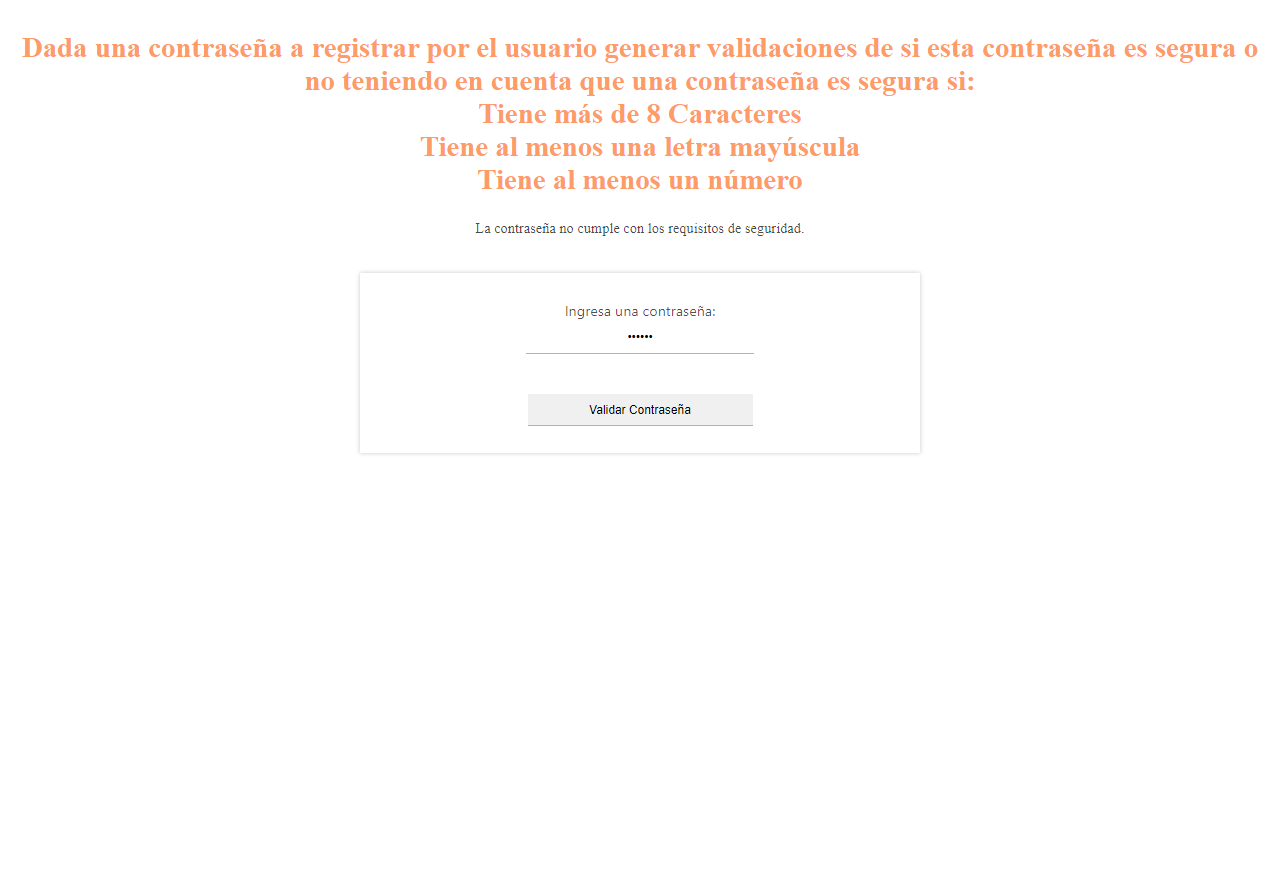 Dada una contraseña a registrar por el usuario generar validaciones de si esta contraseña es segura o
no teniendo en cuenta que una contraseña es segura si:
Tiene más de 8 Caracteres
Tiene al menos una letra mayúscula
Tiene al menos un número
La contraseña no cumple con los requisitos de seguridad.
Ingresa una contraseña:
••••••
Validar Contraseña